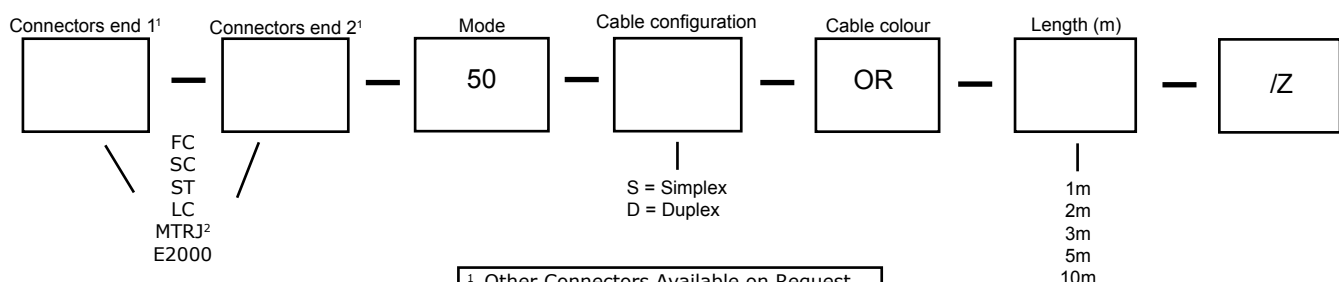 Connectors end 1¹ Connectors end 2¹ Mode Cable configuration Cable colour Length (m)
50 OR /Z
FC
SC
ST
LC
MTRJ²
E2000
S = Simplex
D = Duplex
1m
2m
3m
5m
10m
¹ Other Connectors Available on Request